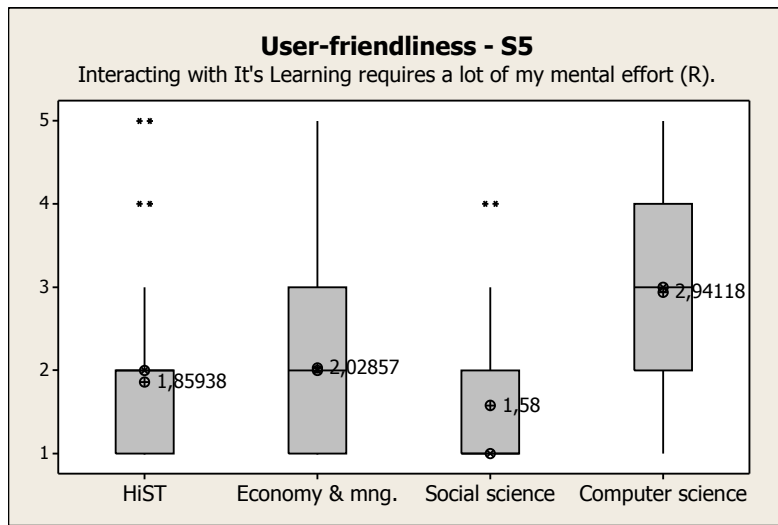 User-friendliness - S5
Interacting with It's Learning requires a lot of my mental effort (R).
5
4
3
2
1
1,85938
2,02857
1,58
2,94118
HiST
Economy & mng.
Social science
Computer science